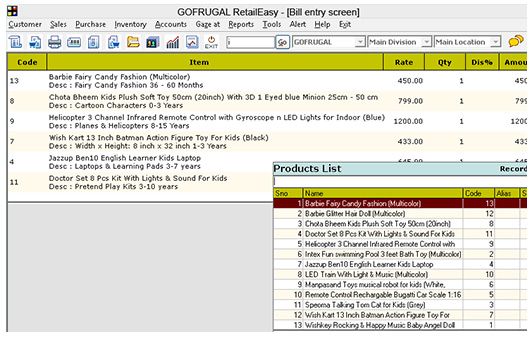 GOFRUGAL RetailEasy - [Bill entry screen]
Customer Sales Purchase Inventory Accounts Gaze at Reports Tools Alert Help Exit
EXIT Go GOFRUGAL Main Division Main Location
Code Item Rate Qty Dis% Amou
13 Barbie Fairy Candy Fashion (Multicolor) 450.00 1 450.
Desc : Barbie Fairy Candy Fashion 36 - 60 Months
8 Chota Bheem Kids Plush Soft Toy 50cm (20inch) With 3D 1 Eyed blue Minion 25cm - 50 cm 799.00 1 799.
Desc : Cartoon Characters 0-3 Years
9 Helicopter 3 Channel Infrared Remote Control with Gyroscope n LED Lights for Indoor (Blue) 1200.00 1 1200.
Desc : Planes & Helicopters 8-15 Years
7 Wish Kart 13 Inch Batman Action Figure Toy For Kids (Black) 433.00 1 433.
Desc : Width x Height: 8 inch x 32 inch 1-3 Years
4 Jazzup Ben10 English Learner Kids Laptop 645.00 1 645.
Desc : Laptops & Learning Pads 3-7 years
11 Doctor Set 8 Pcs Kit With Lights & Sound For Kids
Desc : Pretend Play Kits 3-10 years
Products List Record
Sno Name Code Alias S
1 Barbie Fairy Candy Fashion (Multicolor) 13
2 Barbie Glitter Hair Doll (Multicolor) 12
3 Chota Bheem Kids Plush Soft Toy 50cm (20inch) 8
4 Doctor Set 8 Pcs Kit With Lights & Sound For Kids 11
5 Helicopter 3 Channel Infrared Remote Control with 9
6 Intex Fun swimming Pool 3 feet Bath Toy (Multicolor) 2
7 Jazzup Ben10 English Learner Kids Laptop 4
8 LED Train With Light & Music (Multicolor) 10
9 Manpasand Toys musical robot for kids (White, 6
10 Remote Control Rechargable Bugatti Car Scale 1:16 5
11 Speoma Talking Tom Cat for Kids (Grey) 3
12 Wish Kart 13 Inch Batman Action Figure Toy For 7
13 Wishkey Rocking & Happy Music Baby Angel Doll 1